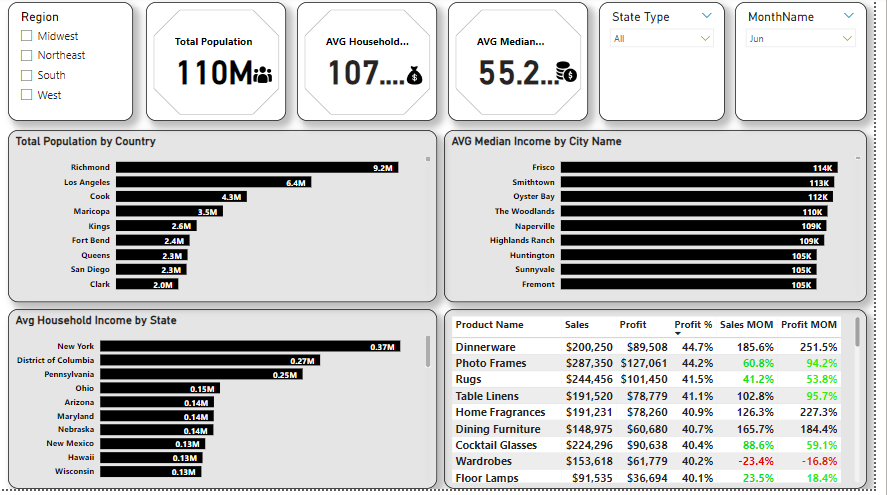 Region
Midwest
Northeast
South
West
Total Population
110M
AVG Household...
107....
AVG Median...
55.2...
State Type
All
MonthName
Jun
Total Population by Country
Richmond 9.2M
Los Angeles 6.4M
Cook 4.3M
Maricopa 3.5M
Kings 2.6M
Fort Bend 2.4M
Queens 2.3M
San Diego 2.3M
Clark 2.0M
AVG Median Income by City Name
Frisco 114K
Smithtown 113K
Oyster Bay 112K
The Woodlands 110K
Naperville 109K
Highlands Ranch 109K
Huntington 105K
Sunnyvale 105K
Fremont 105K
Avg Household Income by State
New York 0.37M
District of Columbia 0.27M
Pennsylvania 0.25M
Ohio 0.15M
Arizona 0.14M
Maryland 0.14M
Nebraska 0.14M
New Mexico 0.13M
Hawaii 0.13M
Wisconsin 0.13M
Product Name Sales Profit Profit % Sales MOM Profit MOM
Dinnerware $200,250 $89,508 44.7% 185.6% 251.5%
Photo Frames $287,350 $127,061 44.2% 60.8% 94.2%
Rugs $244,456 $101,450 41.5% 41.2% 53.8%
Table Linens $191,520 $78,779 41.1% 102.8% 95.7%
Home Fragrances $191,231 $78,260 40.9% 126.3% 227.3%
Dining Furniture $148,975 $60,680 40.7% 165.7% 184.4%
Cocktail Glasses $224,296 $90,638 40.4% 88.6% 59.1%
Wardrobes $153,618 $61,779 40.2% -23.4% -16.8%
Floor Lamps $91,535 $36,694 40.1% 23.5% 18.4%